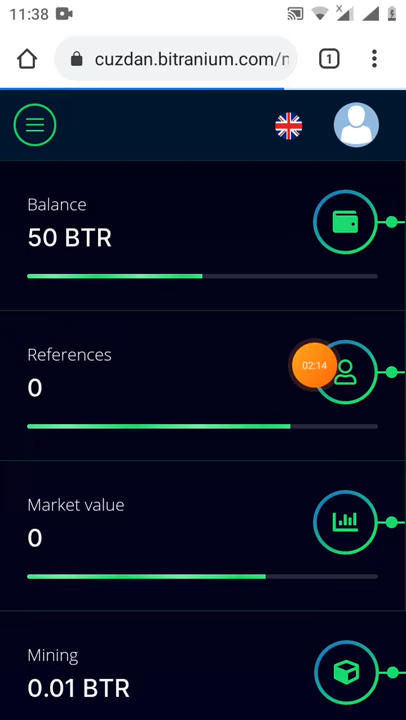 11:38
cuzdan.bitranium.com/n
1
Balance
50 BTR
References
0
02:14
Market value
0
Mining
0.01 BTR